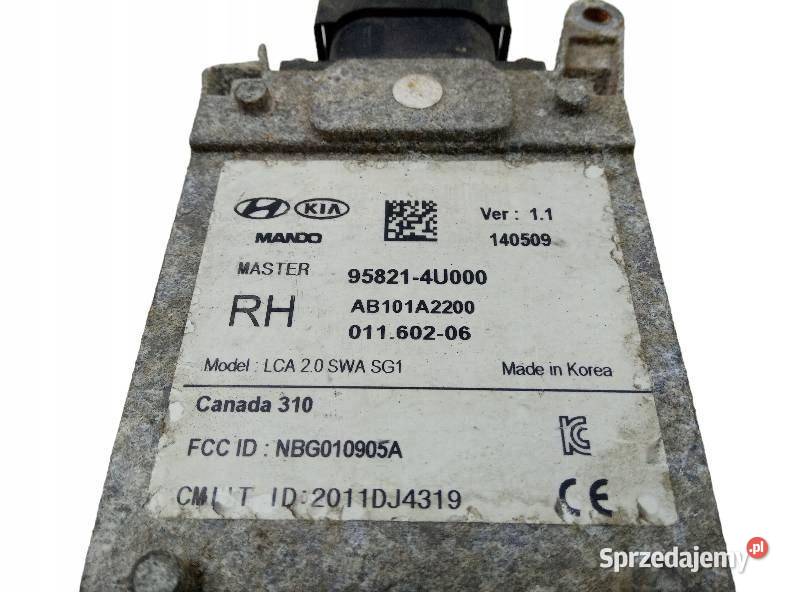 KIA
MANDO
Ver : 1.1
140509
MASTER 95821-4U000
RH AB101A2200
011.602-06
Model : LCA 2.0 SWA SG1 Made in Korea
Canada 310
FCC ID : NBG010905A
CMIIT ID:2011DJ4319
CE
Sprzedajemy.pl